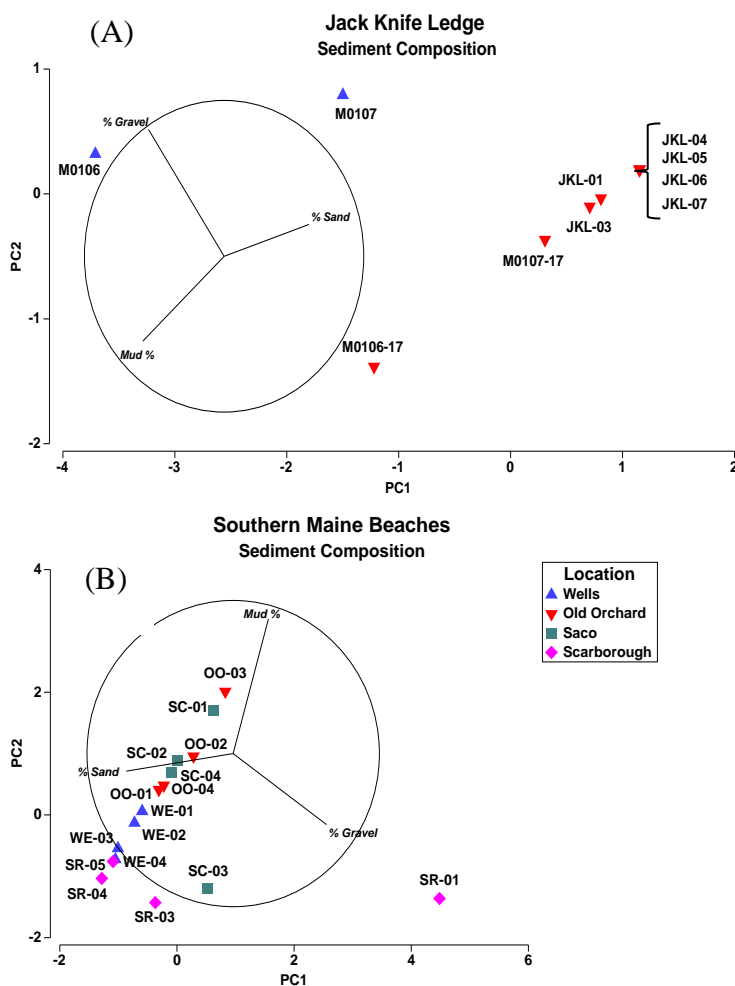 (A)
Jack Knife Ledge
Sediment Composition
1
0
-1
-2
PC2
% Gravel
M0106
M0107
% Sand
Mud %
JKL-04
JKL-05
JKL-06
JKL-07
JKL-01
JKL-03
M0107-17
M0106-17
-4
-3
-2
-1
0
1
2
PC1
Southern Maine Beaches
Sediment Composition
(B)
4
2
0
-2
PC2
Mud %
OO-03
SC-01
SC-02
OO-02
% Sand
SC-04
OO-01
OO-04
WE-01
WE-02
% Gravel
WE-03
SR-05
WE-04
SC-03
SR-04
SR-03
SR-01
-2
0
2
4
6
PC1
Location
Wells
Old Orchard
Saco
Scarborough